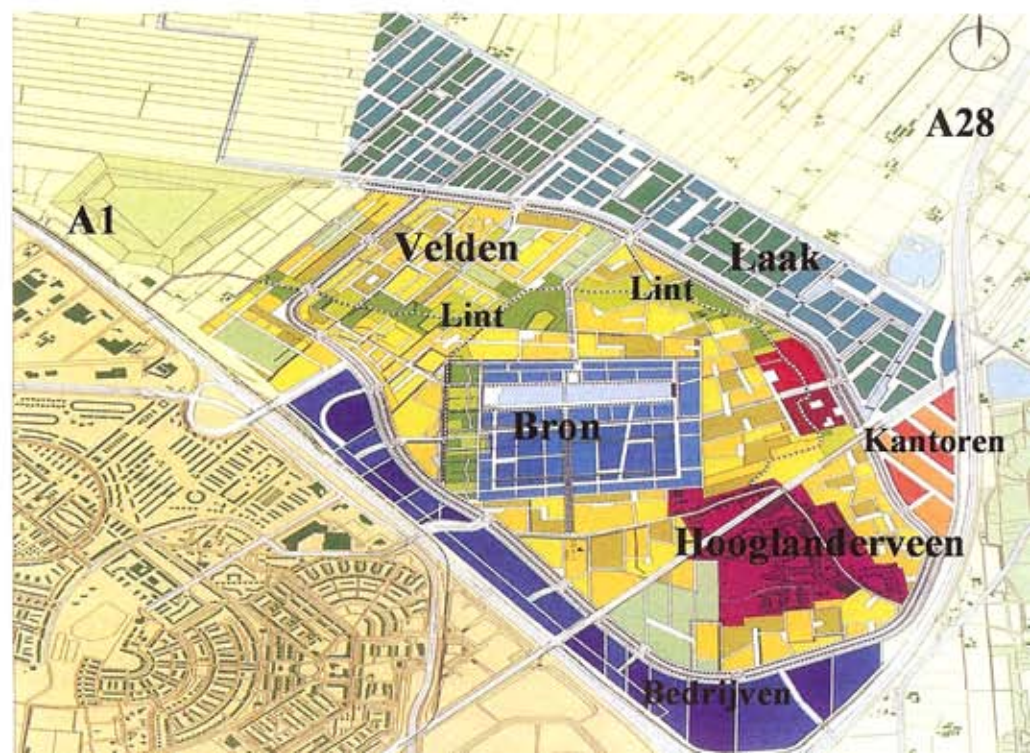 A28
A1
Velden
Laak
Lint
Lint
Bron
Kantoren
Hooglanderveen
Bedrijven